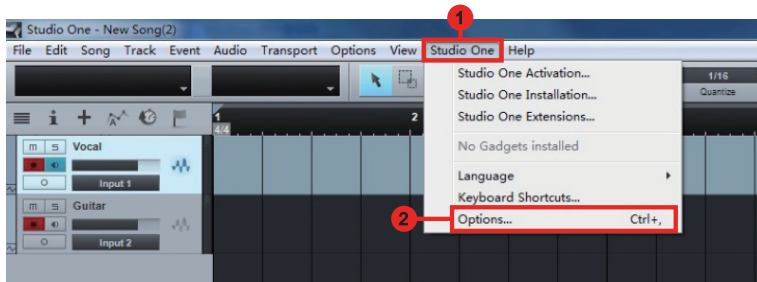 1
Studio One - New Song(2)
File Edit Song Track Event Audio Transport Options View Studio One Help
Studio One Activation...
1/16
Studio One Installation...
Quantize
Studio One Extensions...
1 2
4/4
m s Vocal
No Gadgets installed
Language
Input 1
Keyboard Shortcuts...
m s Guitar
2 Options... Ctrl+,
Input 2